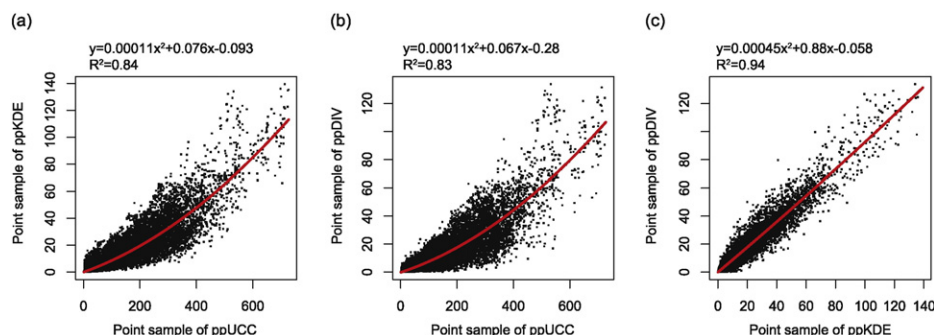 (a)
y=0.00011x²+0.076x-0.093
R²=0.84
Point sample of ppKDE
140
100
80
60
40
20
0
0 200 400 600
Point sample of ppUCC
(b)
y=0.00011x²+0.067x-0.28
R²=0.83
Point sample of ppDIV
120
80
60
40
20
0
0 200 400 600
Point sample of ppUCC
(c)
y=0.00045x²+0.88x-0.058
R²=0.94
Point sample of ppDIV
120
80
60
40
20
0
0 20 40 60 80 100 140
Point sample of ppKDE